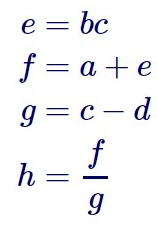 e = bc
f = a + e
g = c − d
h = f/g